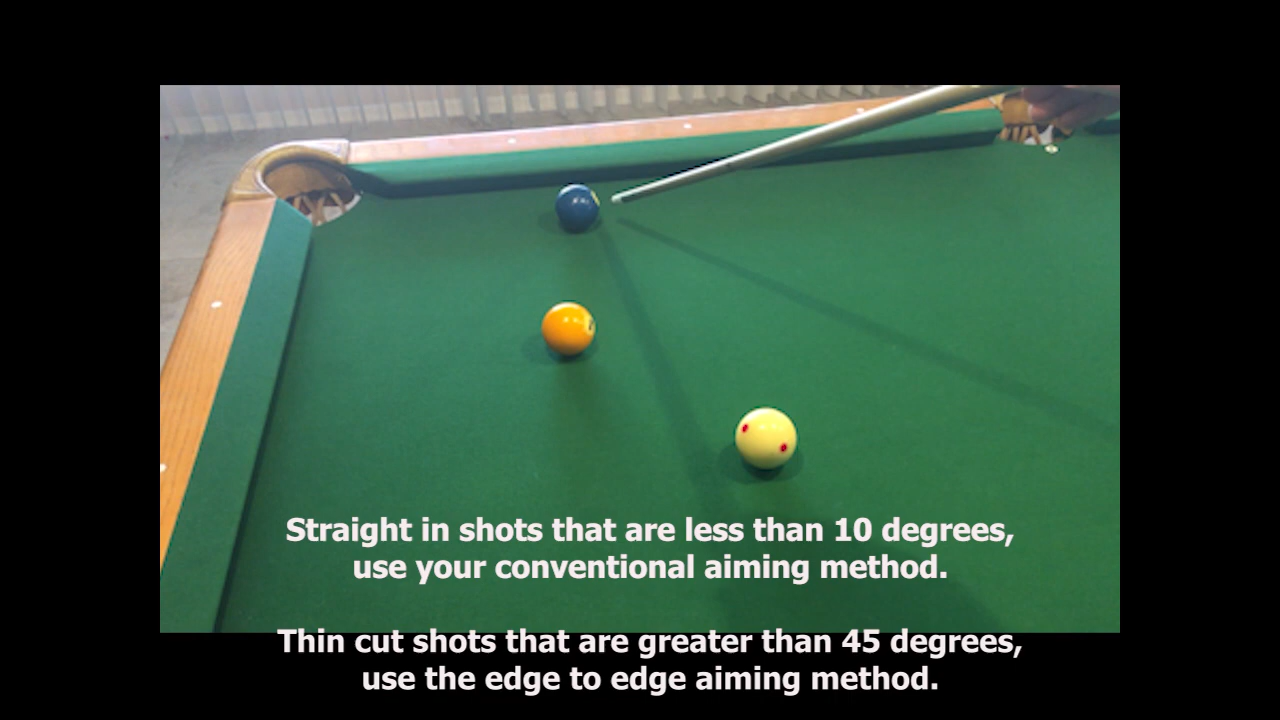 Straight in shots that are less than 10 degrees,
use your conventional aiming method.
Thin cut shots that are greater than 45 degrees,
use the edge to edge aiming method.